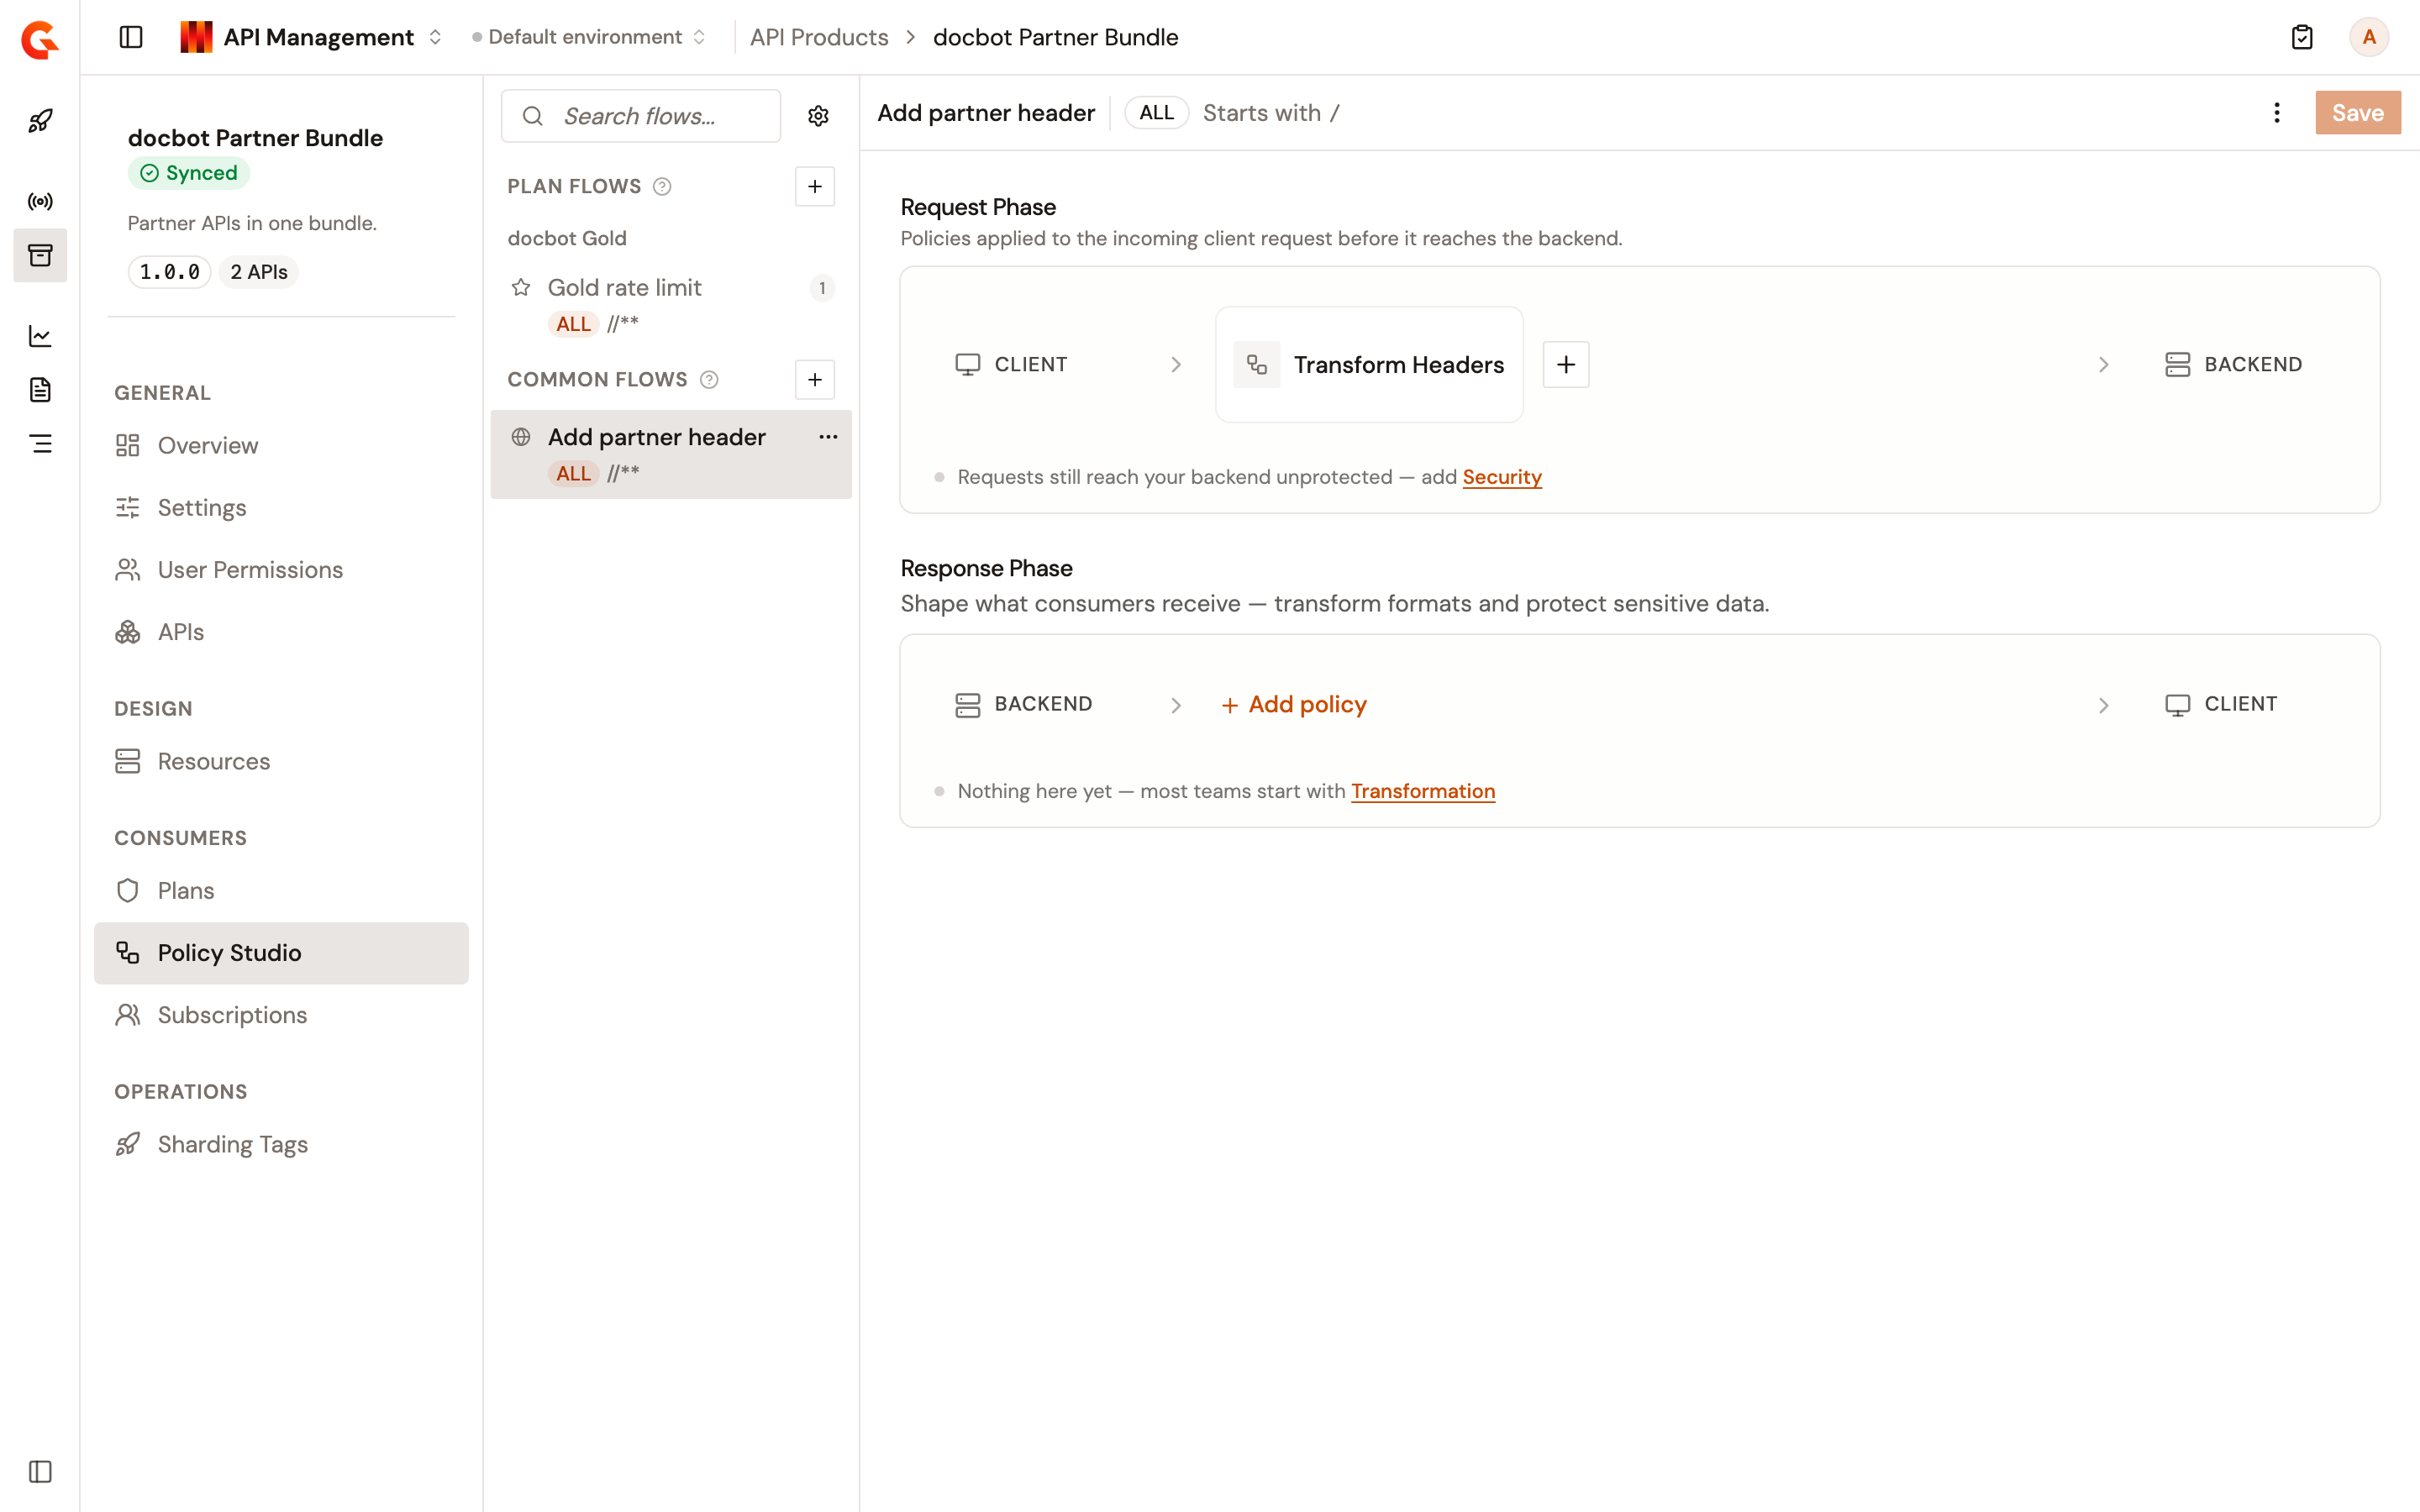 API Management
Default environment
API Products > docbot Partner Bundle
A
docbot Partner Bundle
Synced
Partner APIs in one bundle.
1.0.0 2 APIs
GENERAL
Overview
Settings
User Permissions
APIs
DESIGN
Resources
CONSUMERS
Plans
Policy Studio
Subscriptions
OPERATIONS
Sharding Tags
Search flows...
PLAN FLOWS
docbot Gold
Gold rate limit 1
ALL //**
COMMON FLOWS
Add partner header
ALL //**
Add partner header ALL Starts with /
Save
Request Phase
Policies applied to the incoming client request before it reaches the backend.
CLIENT Transform Headers BACKEND
Requests still reach your backend unprotected — add Security
Response Phase
Shape what consumers receive — transform formats and protect sensitive data.
BACKEND + Add policy CLIENT
Nothing here yet — most teams start with Transformation